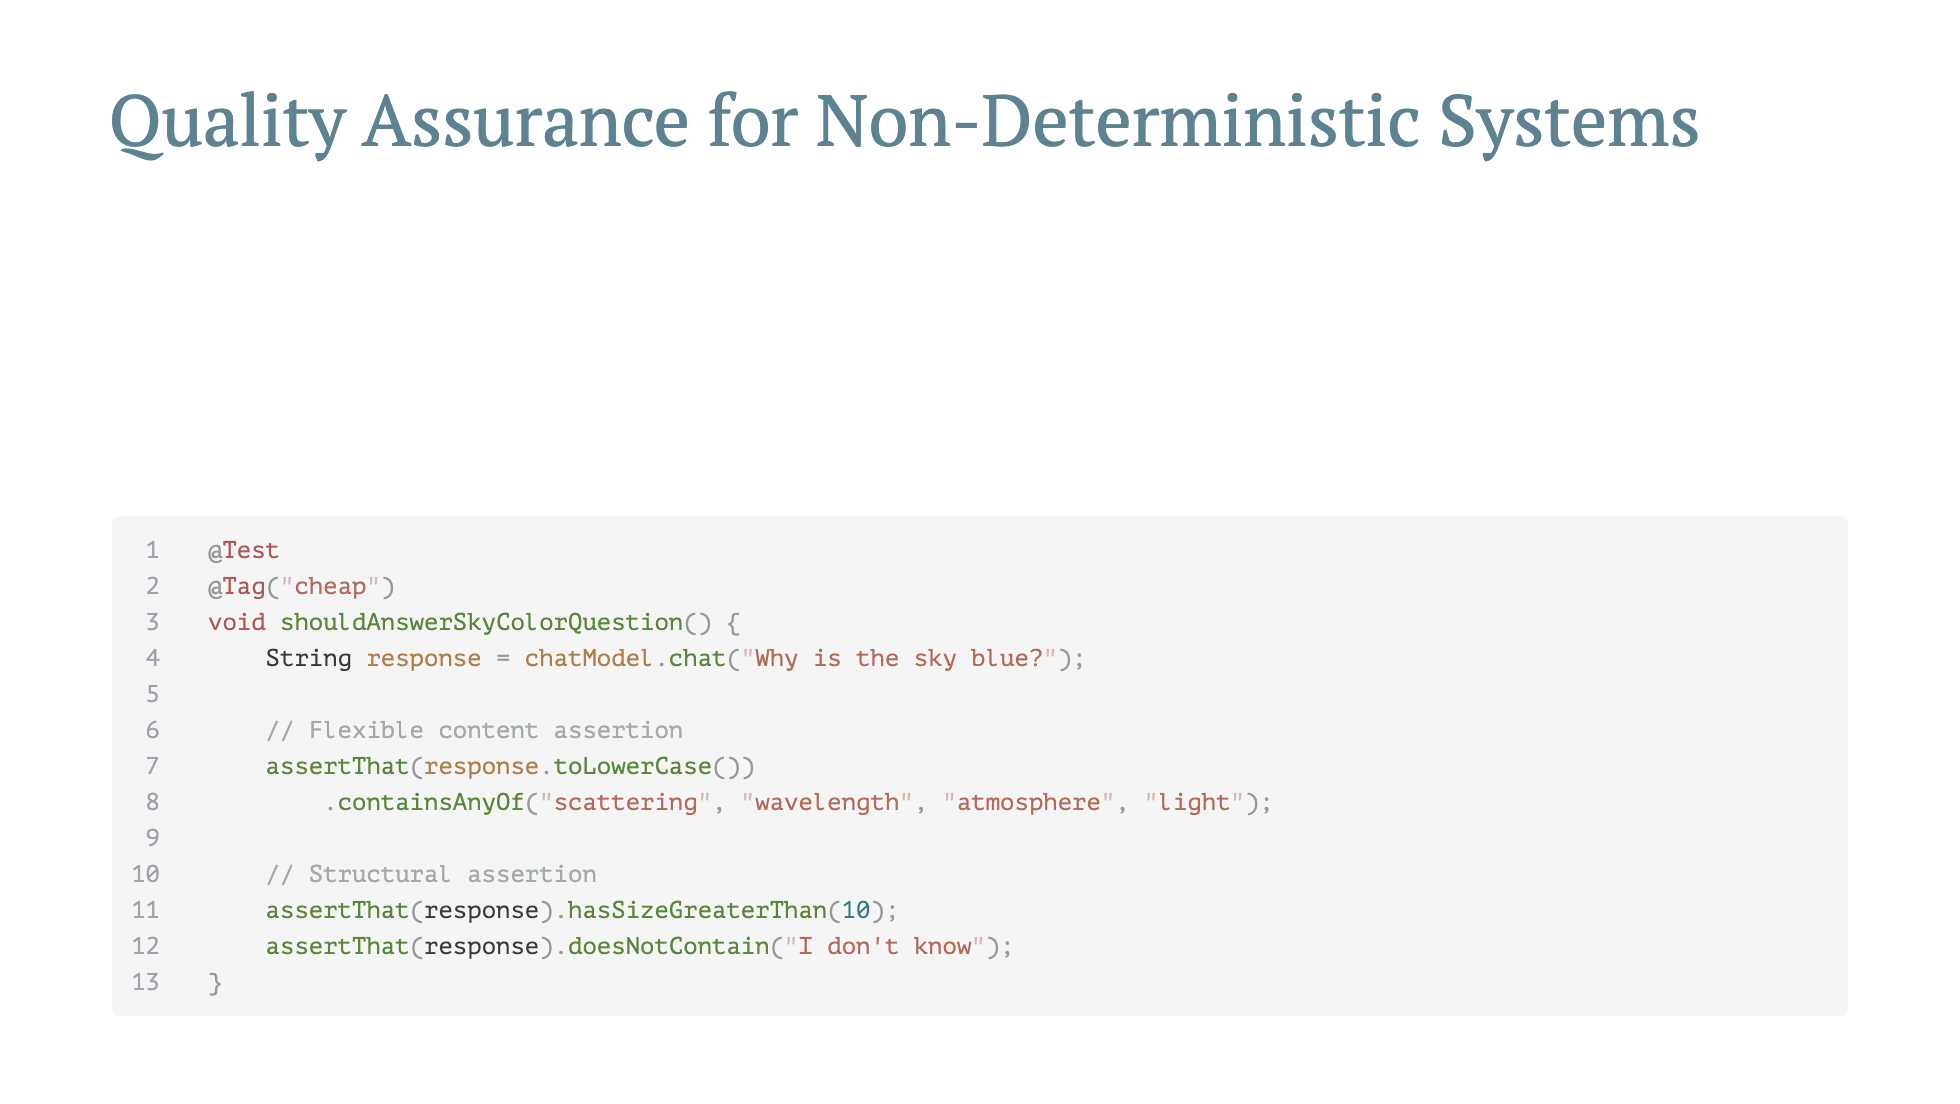 Quality Assurance for Non-Deterministic Systems
1 @Test
2 @Tag("cheap")
3 void shouldAnswerSkyColorQuestion() {
4     String response = chatModel.chat("Why is the sky blue?");
5
6     // Flexible content assertion
7     assertThat(response.toLowerCase())
8         .containsAnyOf("scattering", "wavelength", "atmosphere", "light");
9
10     // Structural assertion
11     assertThat(response).hasSizeGreaterThan(10);
12     assertThat(response).doesNotContain("I don't know");
13 }